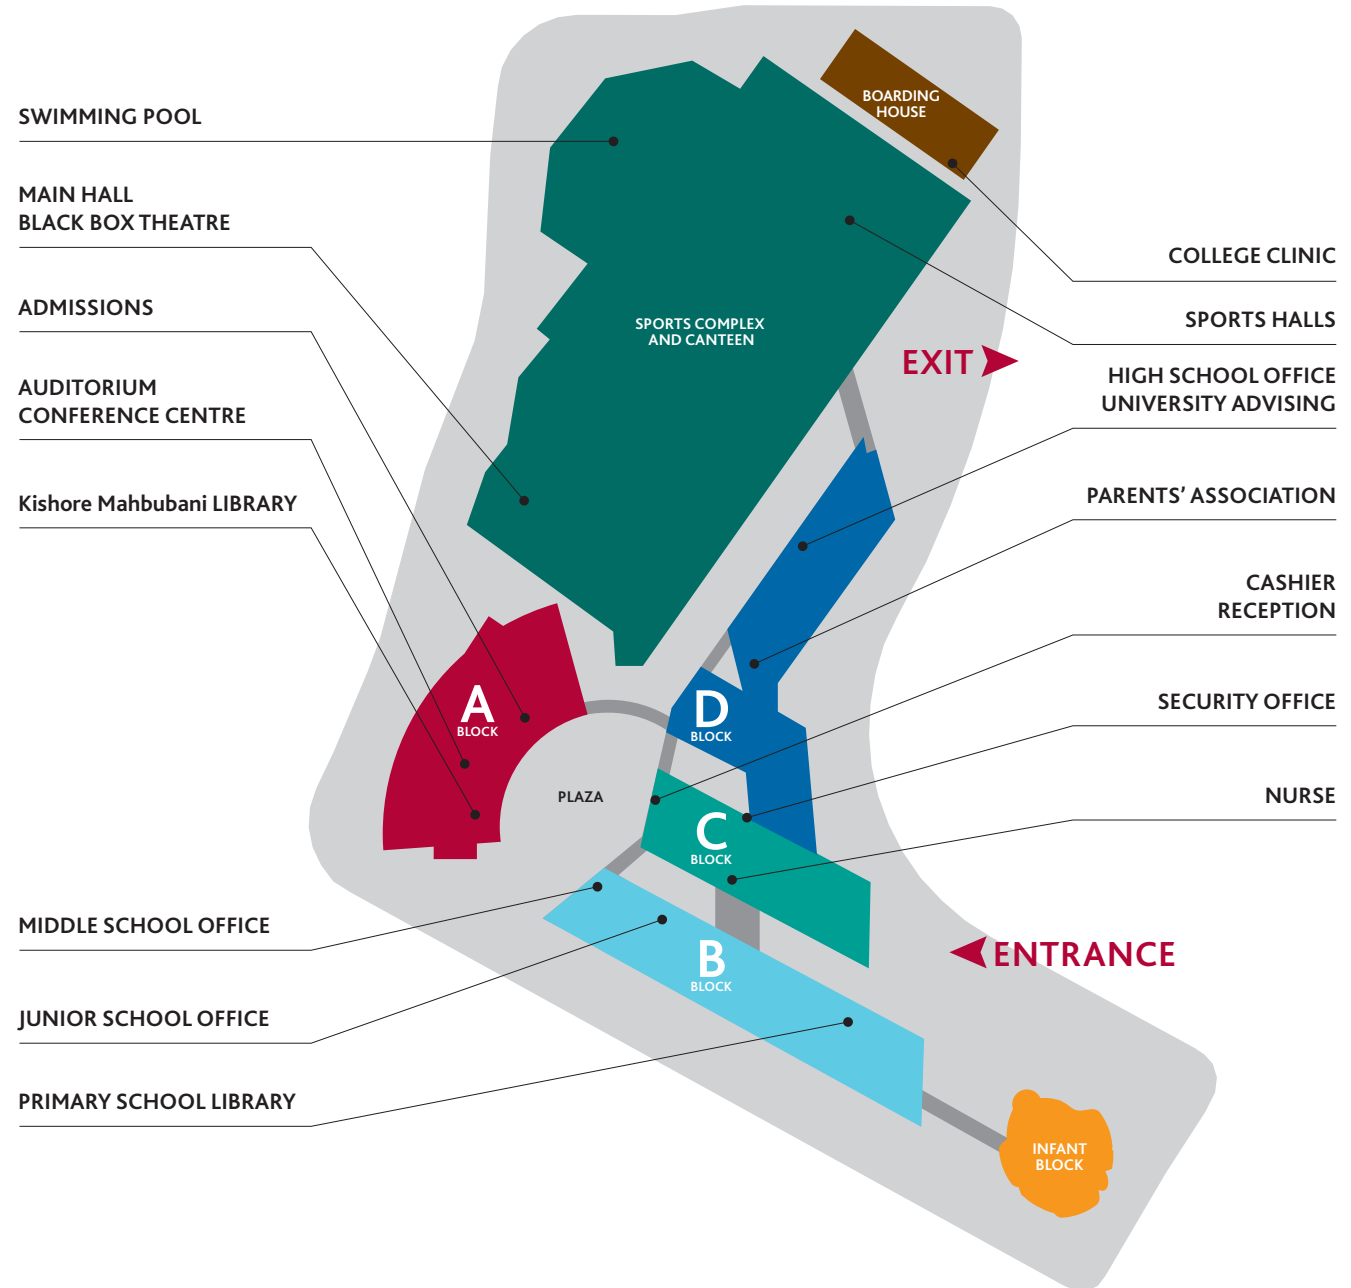 SWIMMING POOL
MAIN HALL
BLACK BOX THEATRE
ADMISSIONS
AUDITORIUM
CONFERENCE CENTRE
Kishore Mahbubani LIBRARY
MIDDLE SCHOOL OFFICE
JUNIOR SCHOOL OFFICE
PRIMARY SCHOOL LIBRARY
BOARDING
HOUSE
SPORTS COMPLEX
AND CANTEEN
EXIT
A
BLOCK
D
BLOCK
PLAZA
C
BLOCK
B
BLOCK
ENTRANCE
INFANT
BLOCK
COLLEGE CLINIC
SPORTS HALLS
HIGH SCHOOL OFFICE
UNIVERSITY ADVISING
PARENTS’ ASSOCIATION
CASHIER
RECEPTION
SECURITY OFFICE
NURSE